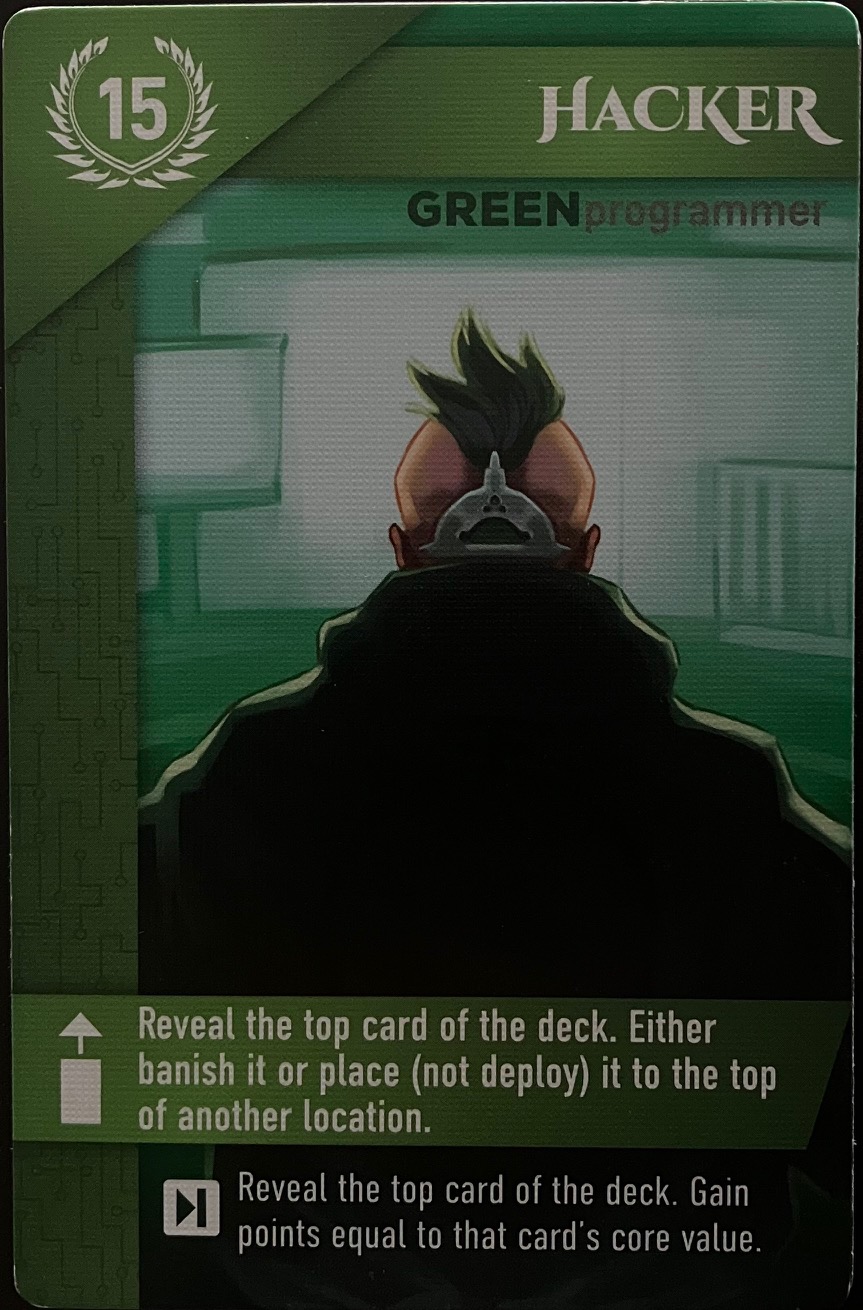 15
HACKER
GREENprogrammer
Reveal the top card of the deck. Either
banish it or place (not deploy) it to the top
of another location.
Reveal the top card of the deck. Gain
points equal to that card's core value.